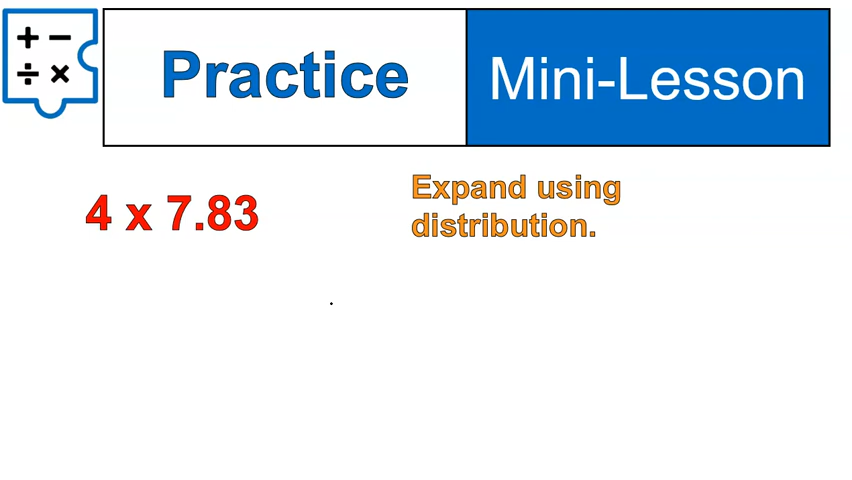 + −
÷ ×
Practice
Mini-Lesson
4 x 7.83
Expand using
distribution.